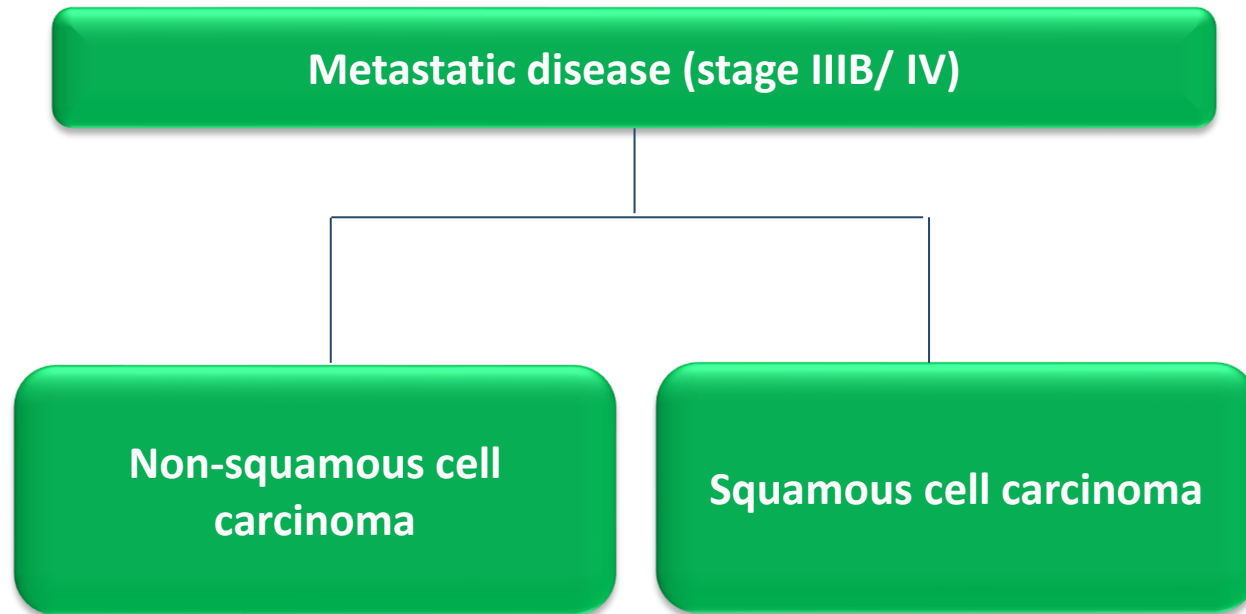 Metastatic disease (stage IIIB/ IV)
Non-squamous cell
carcinoma
Squamous cell carcinoma